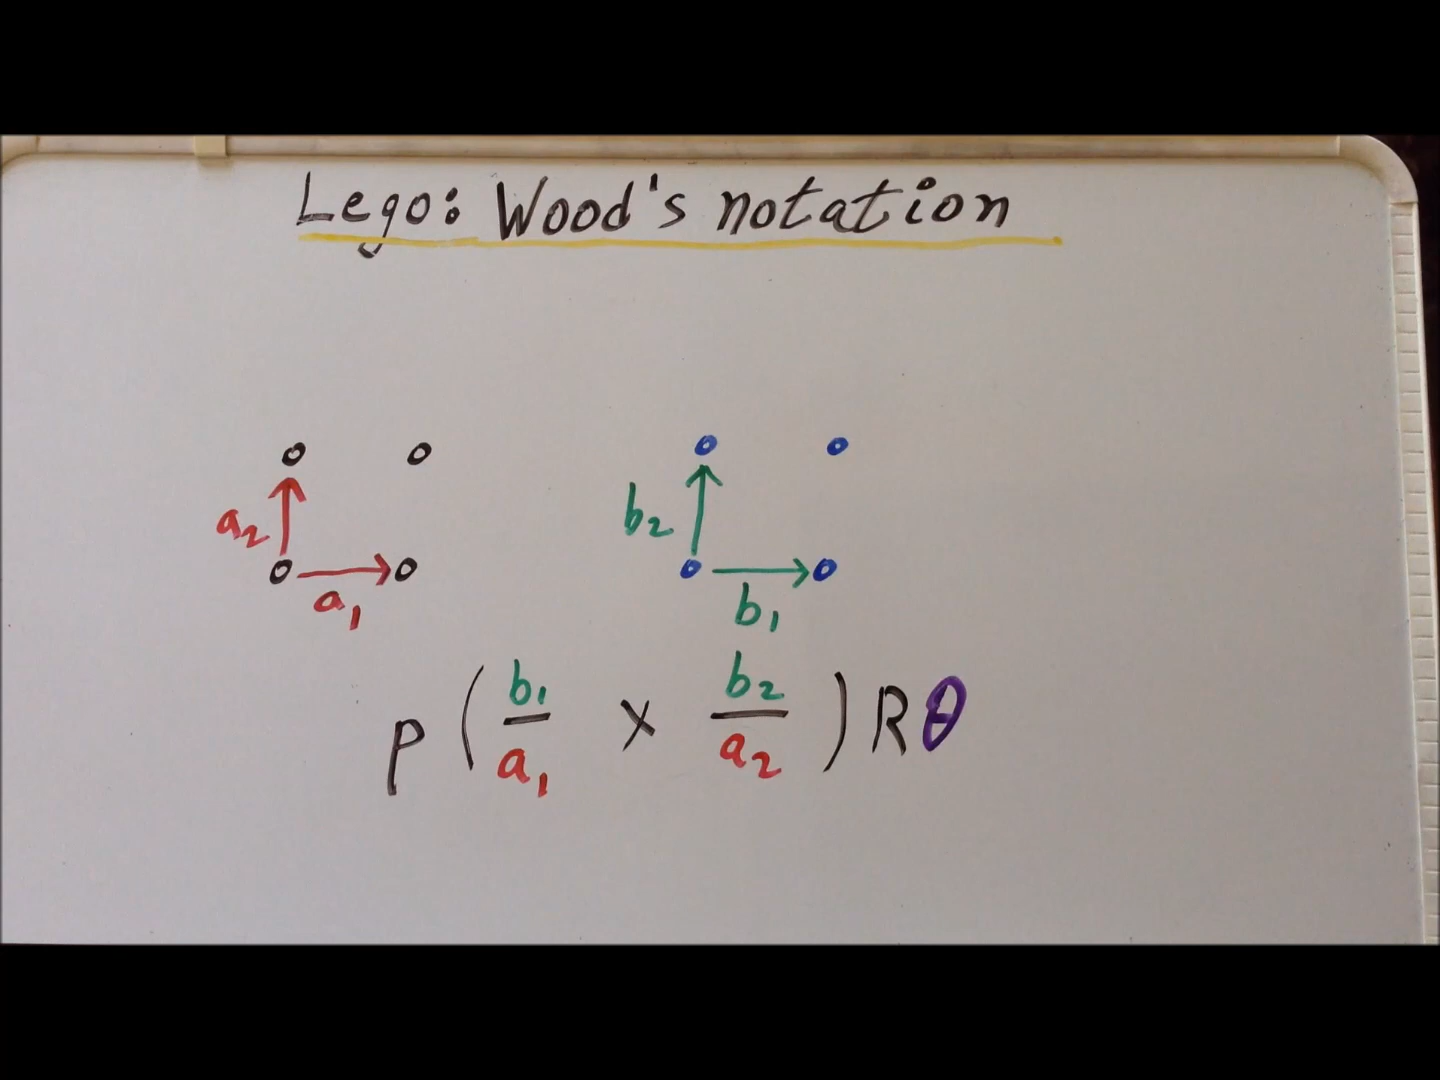 Lego: Wood's notation
a2 b2
a1 b1
p ( b1/a1 x b2/a2 ) Rθ